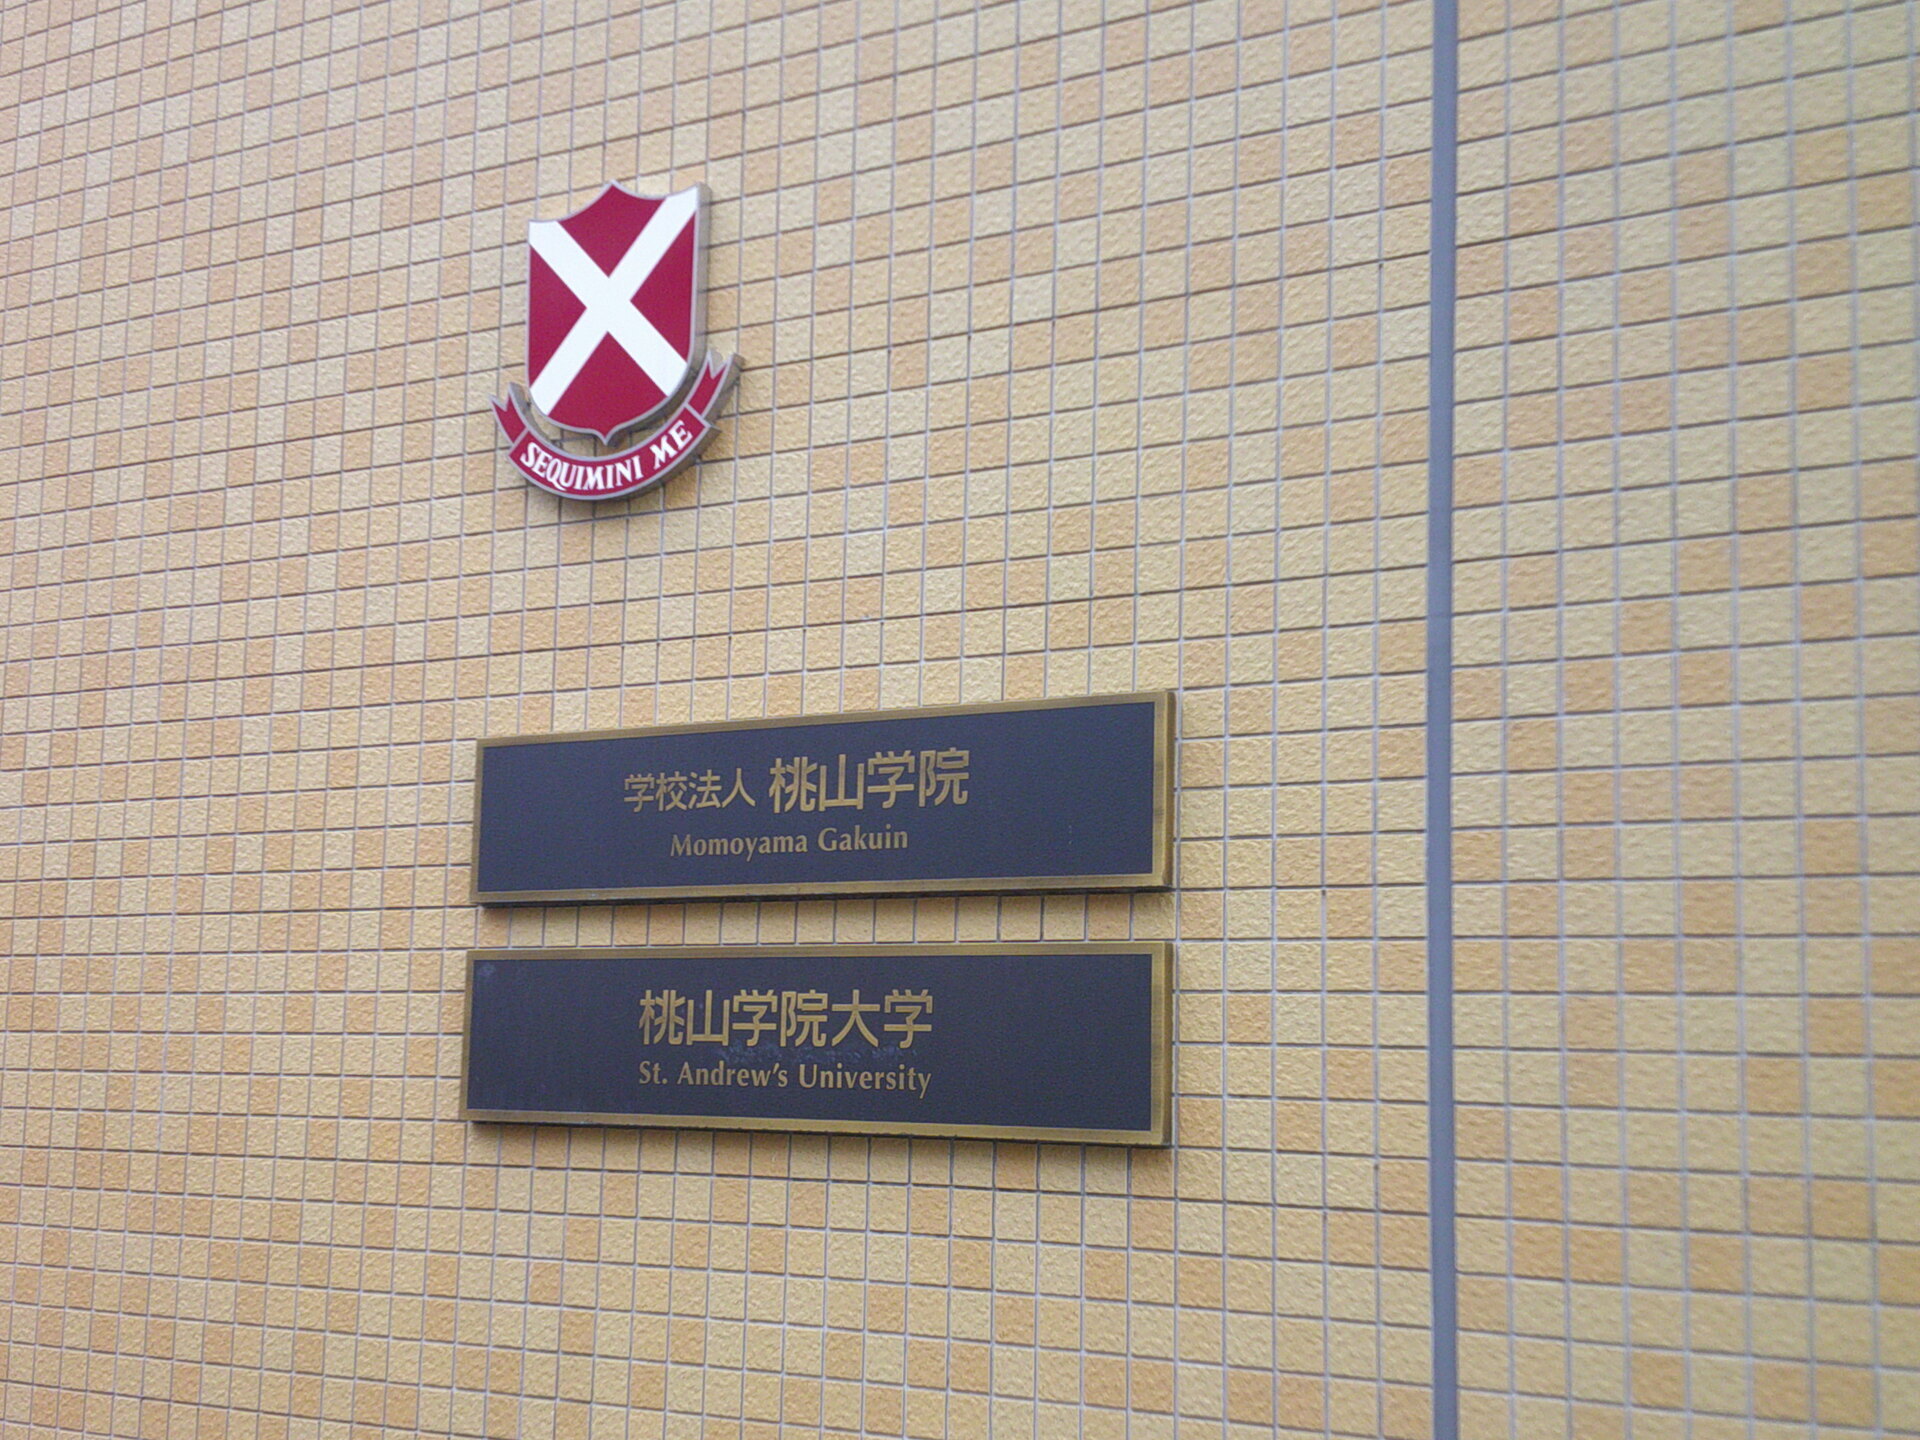 SEQUIMINI ME
学校法人 桃山学院
Momoyama Gakuin
桃山学院大学
St. Andrew's University